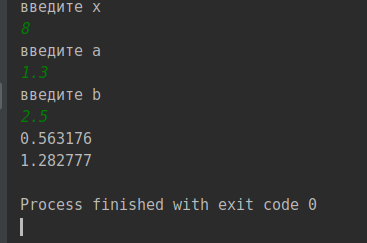 введите x
8
введите a
1.3
введите b
2.5
0.563176
1.282777
Process finished with exit code 0